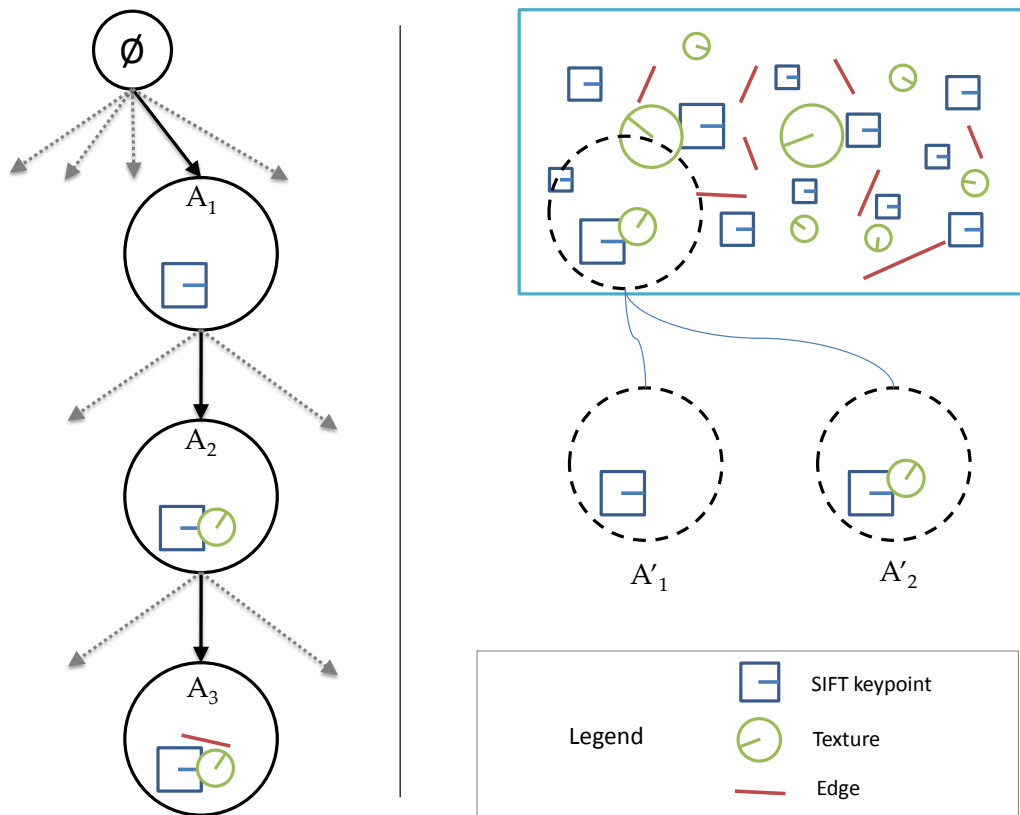 Ø
A₁
A₂
A₃
A′₁
A′₂
Legend
SIFT keypoint
Texture
Edge